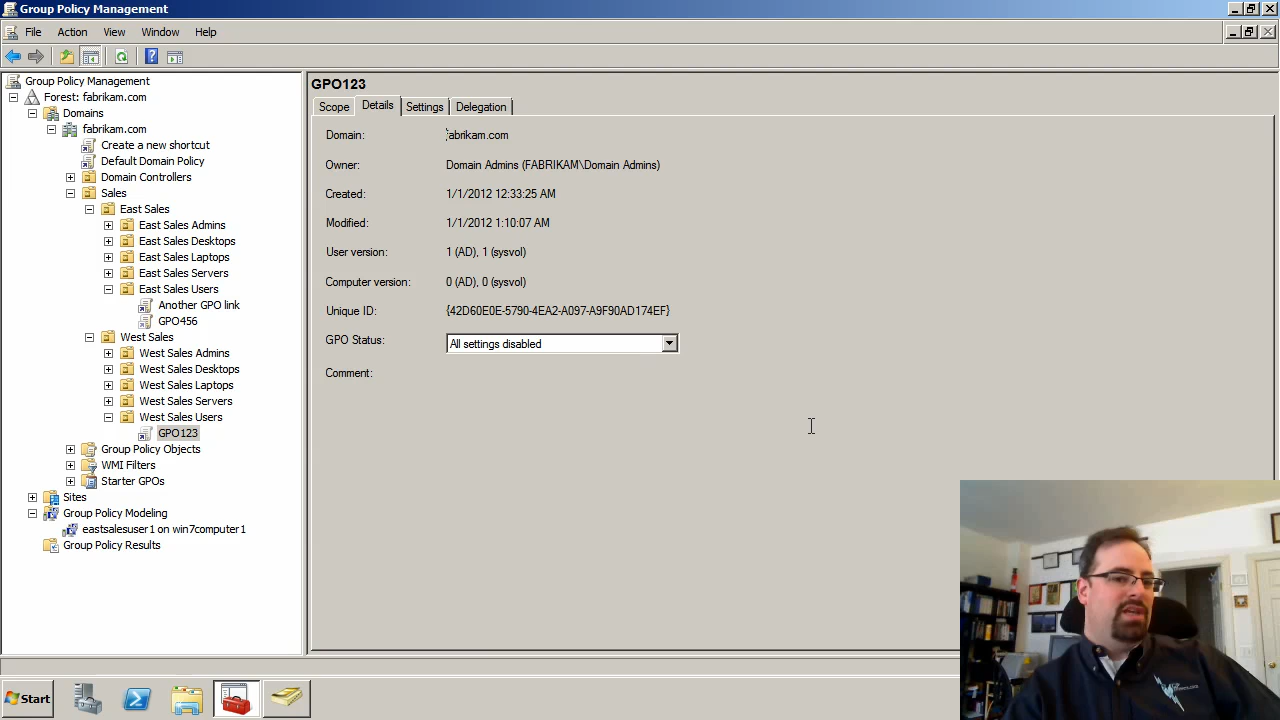 Group Policy Management
File Action View Window Help
Group Policy Management
Forest: fabrikam.com
Domains
fabrikam.com
Create a new shortcut
Default Domain Policy
Domain Controllers
Sales
East Sales
East Sales Admins
East Sales Desktops
East Sales Laptops
East Sales Servers
East Sales Users
Another GPO link
GPO456
West Sales
West Sales Admins
West Sales Desktops
West Sales Laptops
West Sales Servers
West Sales Users
GPO123
Group Policy Objects
WMI Filters
Starter GPOs
Sites
Group Policy Modeling
eastsalesuser1 on win7computer1
Group Policy Results
GPO123
Scope Details Settings Delegation
Domain: fabrikam.com
Owner: Domain Admins (FABRIKAM\Domain Admins)
Created: 1/1/2012 12:33:25 AM
Modified: 1/1/2012 1:10:07 AM
User version: 1 (AD), 1 (sysvol)
Computer version: 0 (AD), 0 (sysvol)
Unique ID: {42D60E0E-5790-4EA2-A097-A9F90AD174EF}
GPO Status: All settings disabled
Comment:
Start